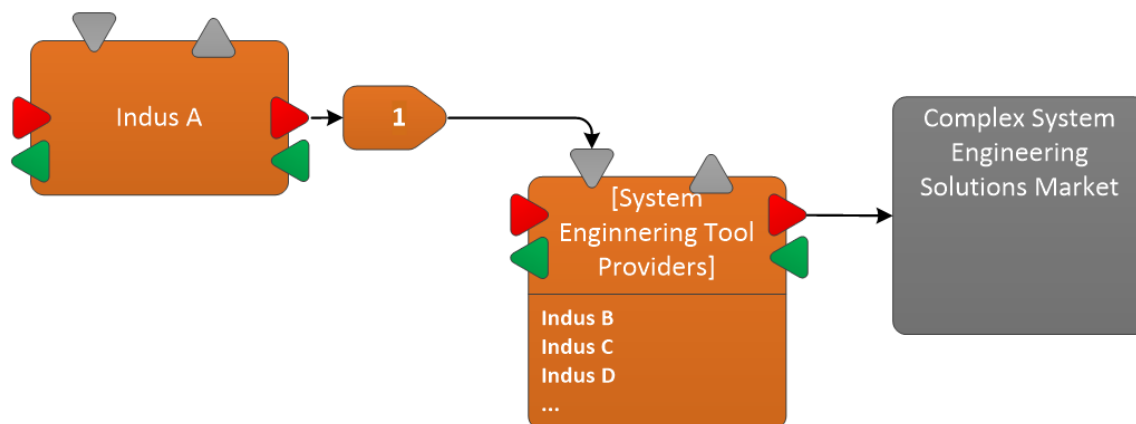 Indus A
1
Complex System
Engineering
Solutions Market
[System
Enginnering Tool
Providers]
Indus B
Indus C
Indus D
...